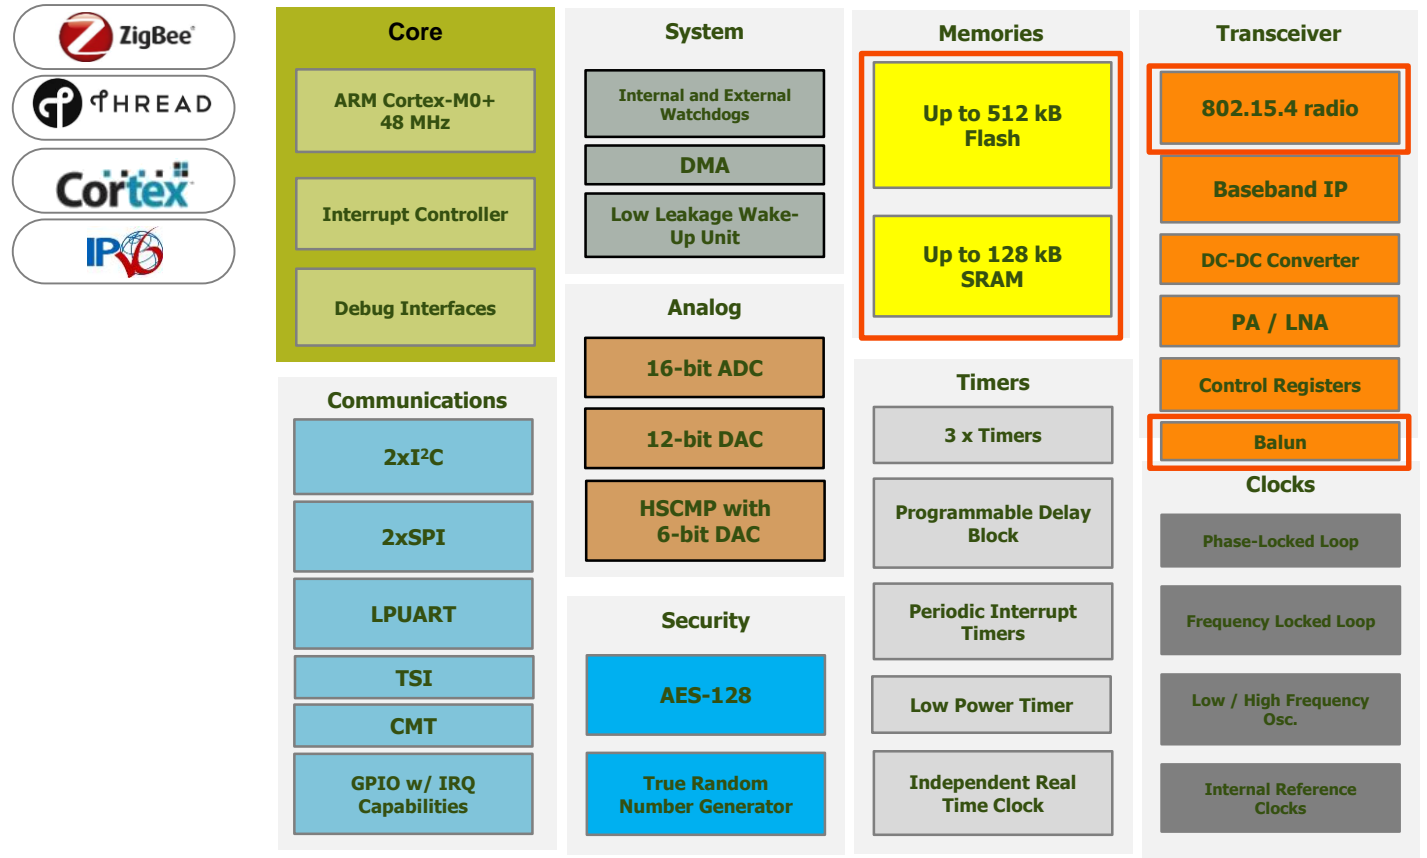 ZigBee
THREAD
Cortex
IPv6
Core
ARM Cortex-M0+
48 MHz
Interrupt Controller
Debug Interfaces
Communications
2xI²C
2xSPI
LPUART
TSI
CMT
GPIO w/ IRQ
Capabilities
System
Internal and External
Watchdogs
DMA
Low Leakage Wake-
Up Unit
Analog
16-bit ADC
12-bit DAC
HSCMP with
6-bit DAC
Security
AES-128
True Random
Number Generator
Memories
Up to 512 kB
Flash
Up to 128 kB
SRAM
Timers
3 x Timers
Programmable Delay
Block
Periodic Interrupt
Timers
Low Power Timer
Independent Real
Time Clock
Transceiver
802.15.4 radio
Baseband IP
DC-DC Converter
PA / LNA
Control Registers
Balun
Clocks
Phase-Locked Loop
Frequency Locked Loop
Low / High Frequency
Osc.
Internal Reference
Clocks